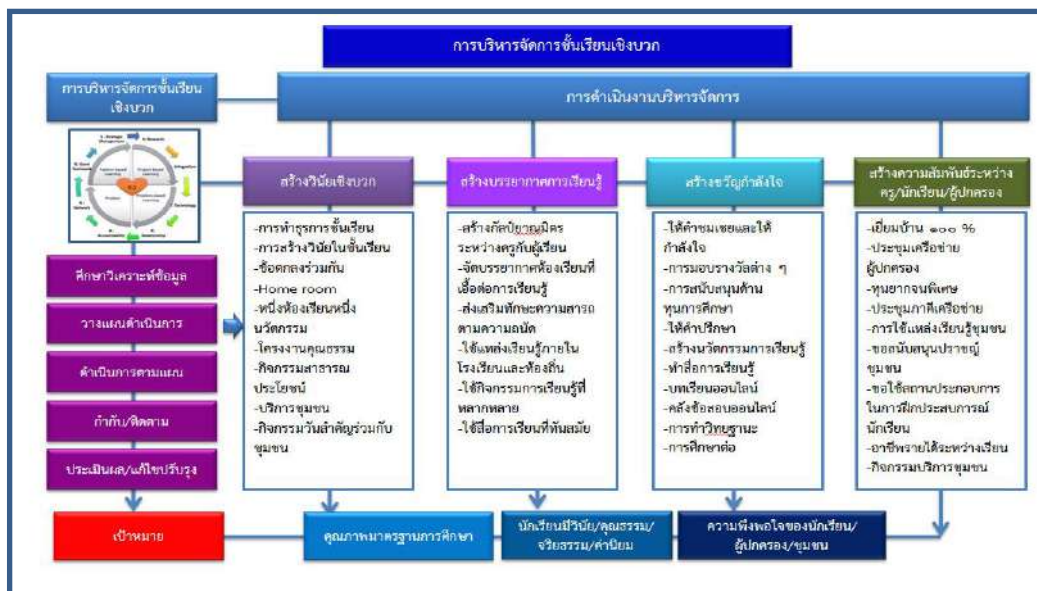 การบริหารจัดการชั้นเรียนเชิงบวก
การบริหารจัดการชั้นเรียน
เชิงบวก
การดำเนินงานบริหารจัดการ
สร้างวินัยเชิงบวก
สร้างบรรยากาศการเรียนรู้
สร้างขวัญกำลังใจ
สร้างความสัมพันธ์ระหว่าง
ครู/นักเรียน/ผู้ปกครอง
ศึกษาวิเคราะห์ข้อมูล
วางแผนดำเนินการ
ดำเนินการตามแผน
กำกับ/ติดตาม
ประเมินผล/แก้ไขปรับปรุง
-การทำธุรการชั้นเรียน
-การสร้างวินัยในชั้นเรียน
-ข้อตกลงร่วมกัน
-Home room
-หนึ่งห้องเรียนหนึ่ง
นวัตกรรม
-โครงงานคุณธรรม
-กิจกรรมสาธารณ
ประโยชน์
-บริการชุมชน
-กิจกรรมวันสำคัญร่วมกับ
ชุมชน
-สร้างกัลป์ยาณมิตร
ระหว่างครูกับผู้เรียน
-จัดบรรยากาศห้องเรียนที่
เอื้อต่อการเรียนรู้
-ส่งเสริมทักษะความสารถ
ตามความถนัด
-ใช้แหล่งเรียนรู้ภายใน
โรงเรียนและท้องถิ่น
-ใช้กิจกรรมการเรียนรู้ที่
หลากหลาย
-ใช้สื่อการเรียนที่ทันสมัย
-ให้คำชมเชยและให้
กำลังใจ
-การมอบรางวัลต่าง ๆ
-การสนับสนุนด้าน
ทุนการศึกษา
-ให้คำปรึกษา
-สร้างนวัตกรรมการเรียนรู้
-ทำสื่อการเรียนรู้
-บทเรียนออนไลน์
-คลังข้อสอบออนไลน์
-การทำวิทยฐานะ
-การศึกษาต่อ
-เยี่ยมบ้าน ๑๐๐ %
-ประชุมเครือข่าย
ผู้ปกครอง
-ทุนยากจนพิเศษ
-ประชุมภาคีเครือข่าย
-การใช้แหล่งเรียนรู้ชุมชน
-ขอสนับสนุนปราชญ์
ชุมชน
-ขอใช้สถานประกอบการ
ในการฝึกประสบการณ์
นักเรียน
-อาชีพรายได้ระหว่างเรียน
-กิจกรรมบริการชุมชน
เป้าหมาย
คุณภาพมาตรฐานการศึกษา
นักเรียนมีวินัย/คุณธรรม/
จริยธรรม/ค่านิยม
ความพึงพอใจของนักเรียน/
ผู้ปกครอง/ชุมชน